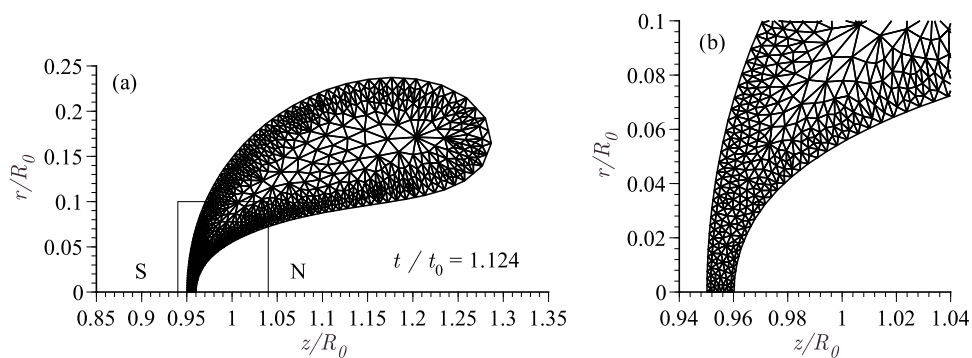 (a)
0.25
0.2
0.15
0.1
0.05
0
r/R₀
S
N
t / t₀ = 1.124
0.85 0.9 0.95 1 1.05 1.1 1.15 1.2 1.25 1.3 1.35
z/R₀
(b)
0.1
0.08
0.06
0.04
0.02
0
r/R₀
0.94 0.96 0.98 1 1.02 1.04
z/R₀